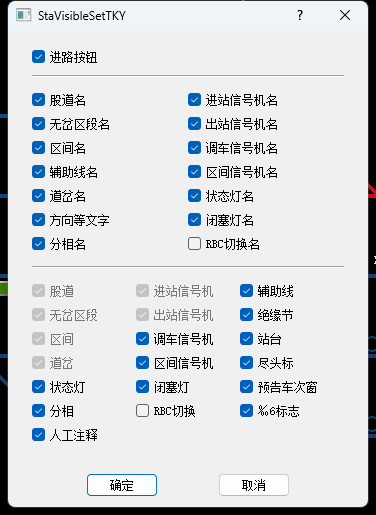 StaVisibleSetTKY
进路按钮
股道名 进站信号机名
无岔区段名 出站信号机名
区间名 调车信号机名
辅助线名 区间信号机名
道岔名 状态灯名
方向等文字 闭塞灯名
分相名 RBC切换名
股道 进站信号机 辅助线
无岔区段 出站信号机 绝缘节
区间 调车信号机 站台
道岔 区间信号机 尽头标
状态灯 闭塞灯 预告车次窗
分相 RBC切换 %6标志
人工注释
确定 取消